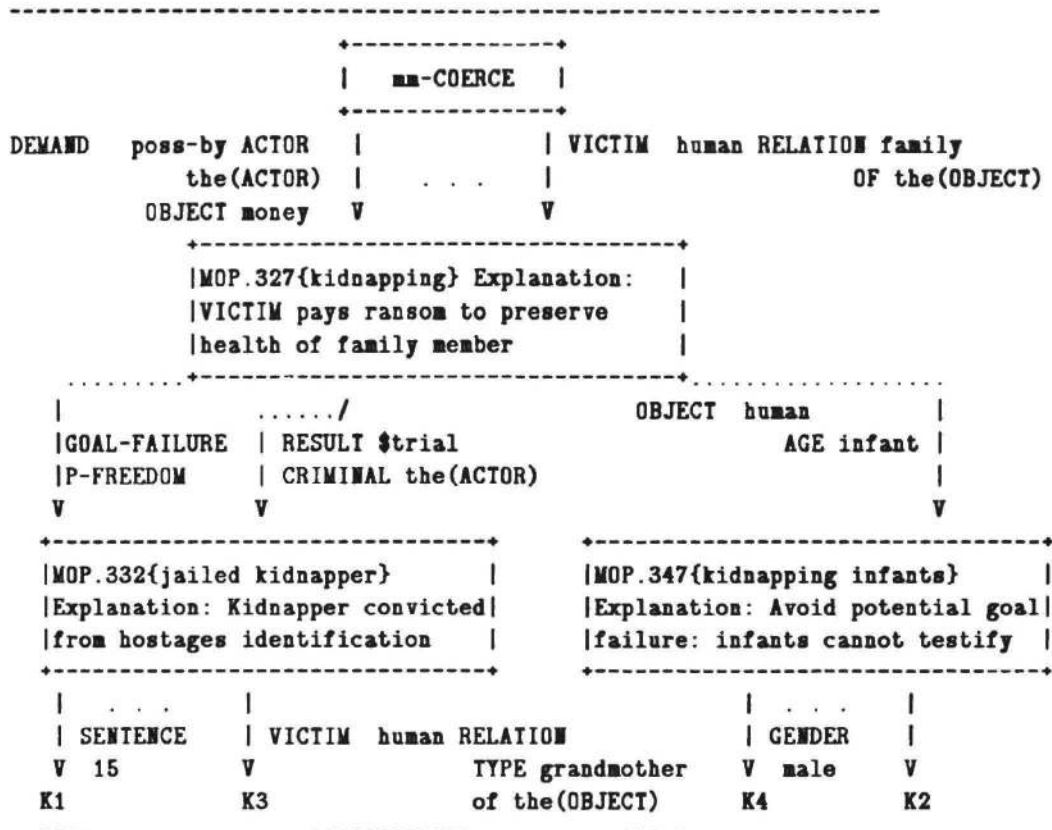 mm-COERCE
DEMAND poss-by ACTOR | | VICTIM human RELATION family
the(ACTOR) | . . . | OF the(OBJECT)
OBJECT money V V
|MOP.327{kidnapping} Explanation: |
|VICTIM pays ransom to preserve |
|health of family member |
| ....../ OBJECT human |
|GOAL-FAILURE | RESULT $trial AGE infant |
|P-FREEDOM | CRIMINAL the(ACTOR) |
V V V
|MOP.332{jailed kidnapper} | |MOP.347{kidnapping infants} |
|Explanation: Kidnapper convicted| |Explanation: Avoid potential goal|
|from hostages identification | |failure: infants cannot testify |
| . . . | | . . . |
| SENTENCE | VICTIM human RELATION | GENDER |
V 15 V TYPE grandmother V male V
K1 K3 of the(OBJECT) K4 K2